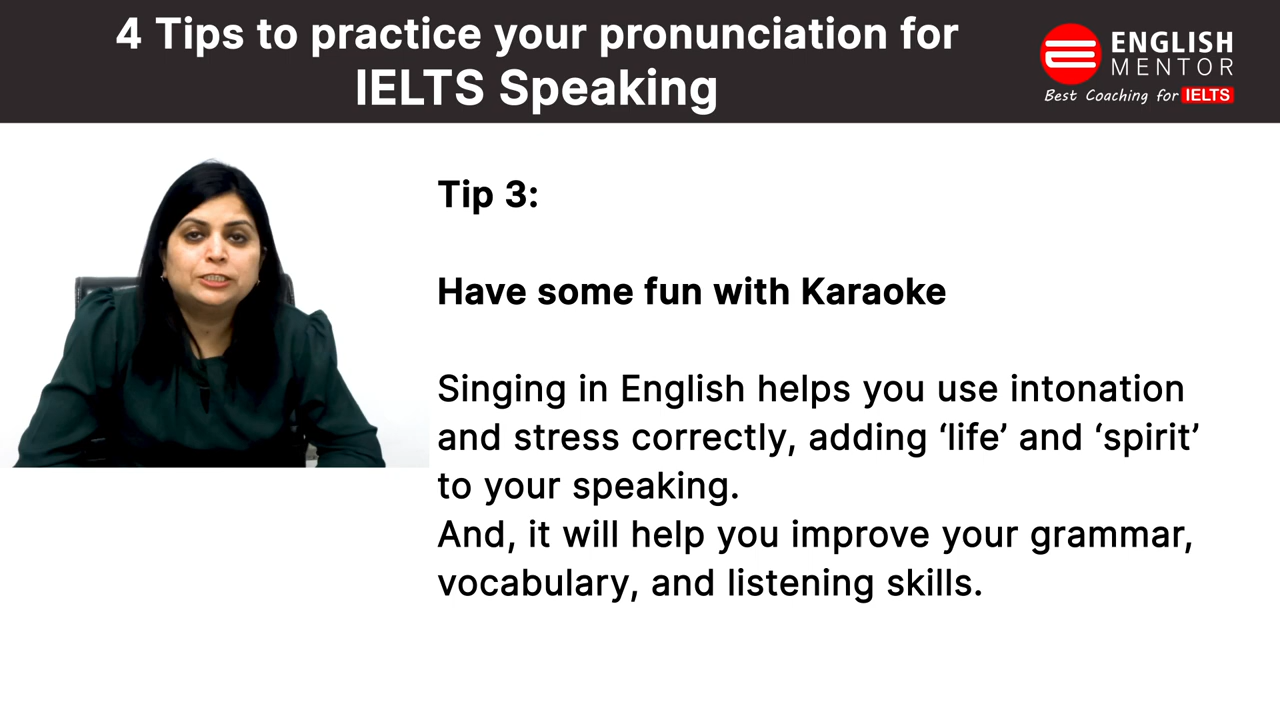 4 Tips to practice your pronunciation for
IELTS Speaking
ENGLISH
MENTOR
Best Coaching for IELTS
Tip 3:
Have some fun with Karaoke
Singing in English helps you use intonation
and stress correctly, adding ‘life’ and ‘spirit’
to your speaking.
And, it will help you improve your grammar,
vocabulary, and listening skills.